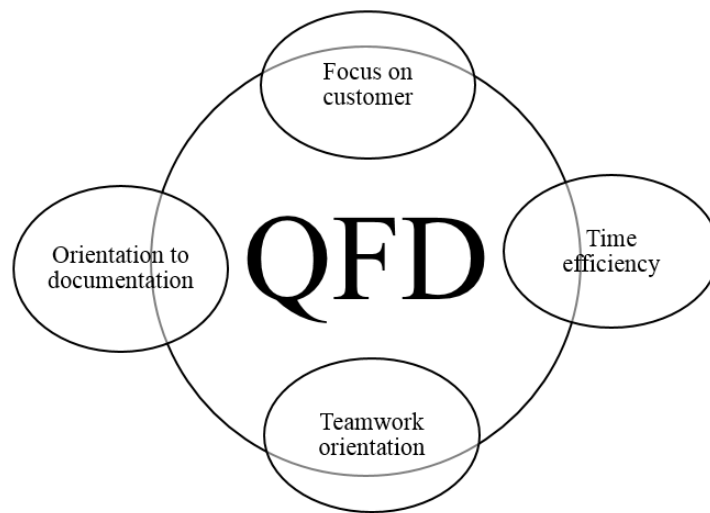 Focus on
customer
Orientation to
documentation
QFD
Time
efficiency
Teamwork
orientation